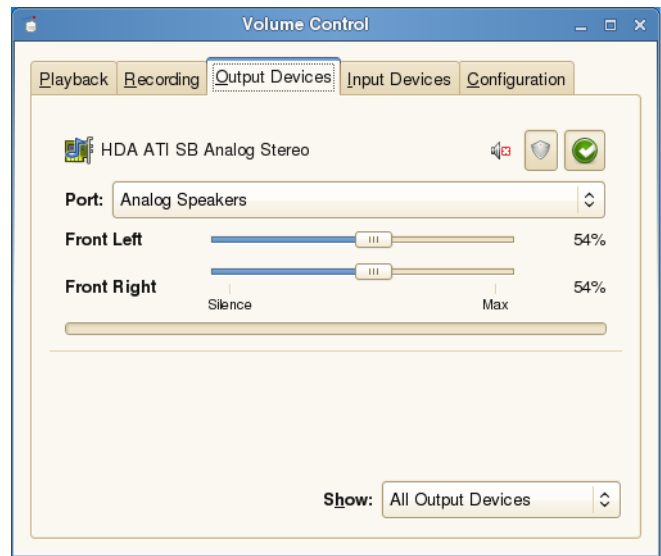 Volume Control
Playback Recording Output Devices Input Devices Configuration
HDA ATI SB Analog Stereo
Port: Analog Speakers
Front Left 54%
Front Right 54%
Silence Max
Show: All Output Devices